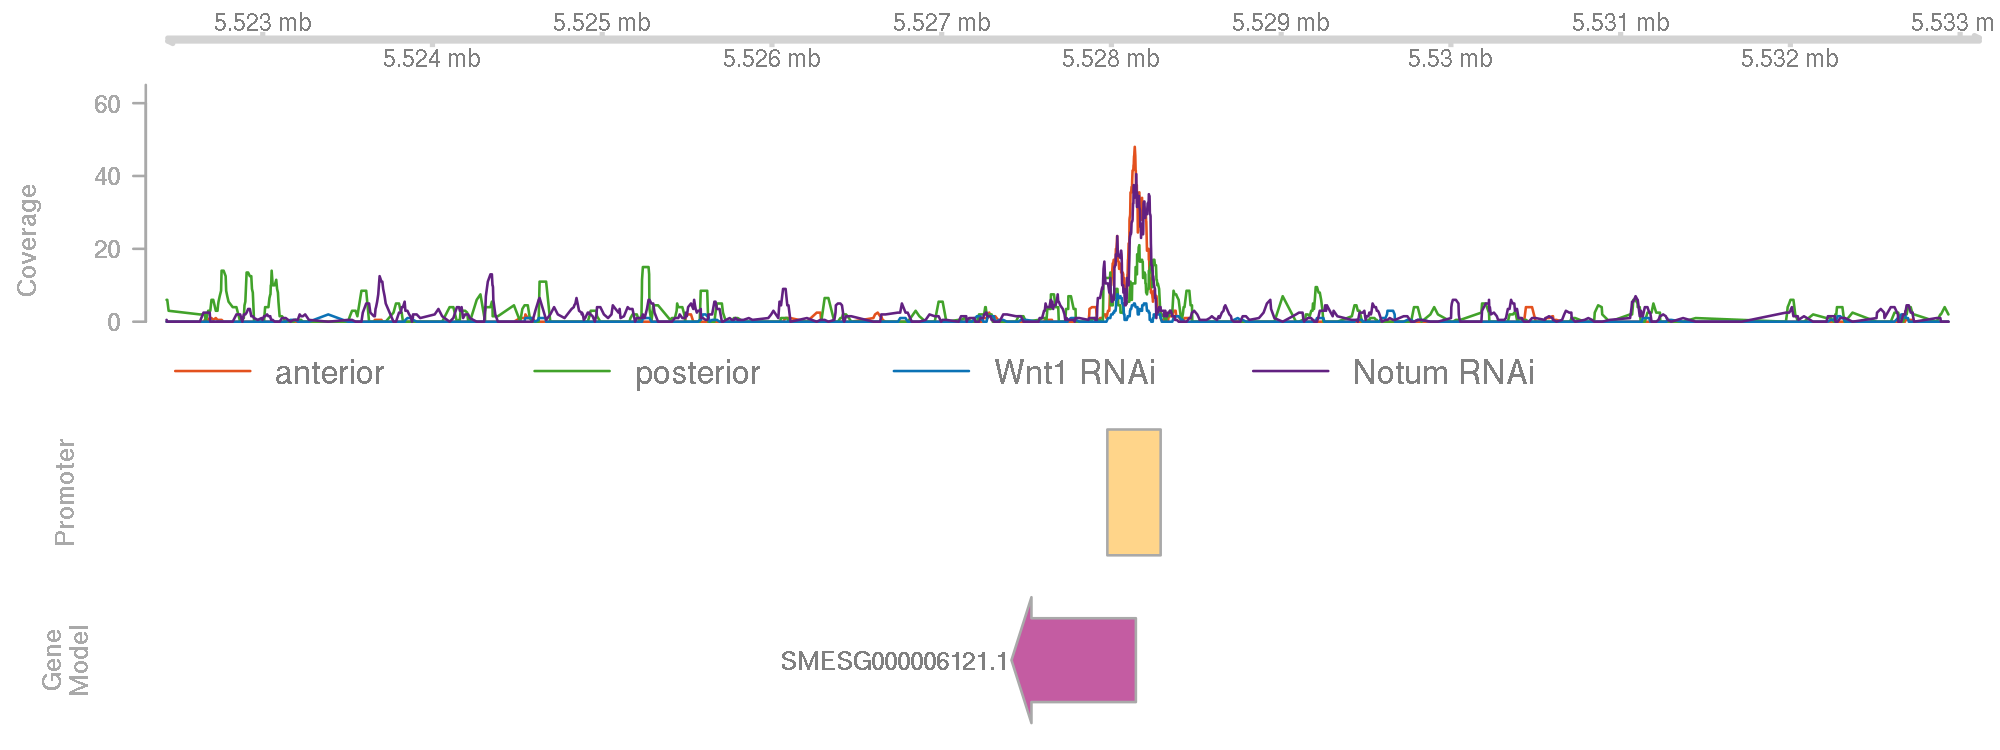 5.523 mb 5.525 mb 5.527 mb 5.529 mb 5.531 mb 5.533 m
5.524 mb 5.526 mb 5.528 mb 5.53 mb 5.532 mb
Coverage
60
40
20
0
anterior posterior Wnt1 RNAi Notum RNAi
Promoter
Gene
Model
SMESG000006121.1